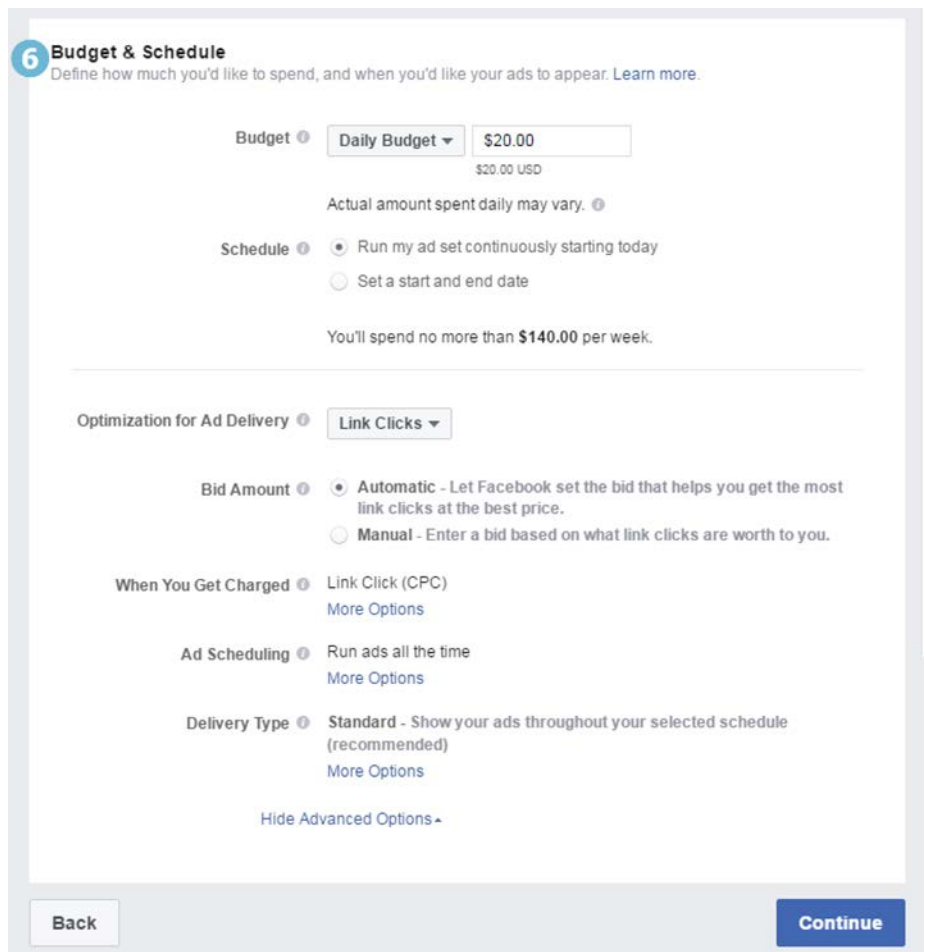 6
Budget & Schedule
Define how much you'd like to spend, and when you'd like your ads to appear. Learn more.
Budget
Daily Budget
$20.00
$20.00 USD
Actual amount spent daily may vary.
Schedule
Run my ad set continuously starting today
Set a start and end date
You'll spend no more than $140.00 per week.
Optimization for Ad Delivery
Link Clicks
Bid Amount
Automatic - Let Facebook set the bid that helps you get the most
link clicks at the best price.
Manual - Enter a bid based on what link clicks are worth to you.
When You Get Charged
Link Click (CPC)
More Options
Ad Scheduling
Run ads all the time
More Options
Delivery Type
Standard - Show your ads throughout your selected schedule
(recommended)
More Options
Hide Advanced Options
Back
Continue